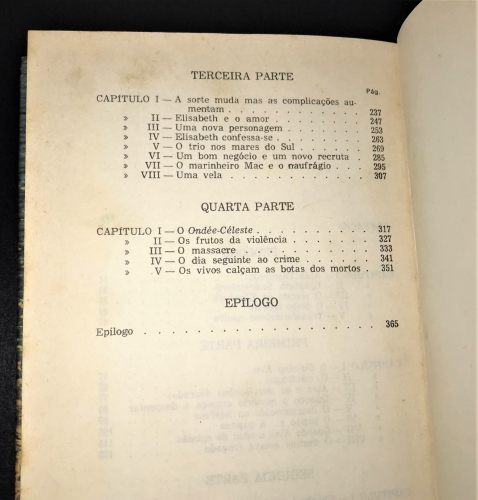 TERCEIRA PARTE
Pág.
CAPÍTULO I — A sorte muda mas as complicações au-
mentam . . . . . . . . . . . . 237
» II — Elisabeth e o amor . . . . . . . . 247
» III — Uma nova personagem . . . . . . . 253
» IV — Elisabeth confessa-se . . . . . . . . 263
» V — O trio nos mares do Sul . . . . . . 269
» VI — Um bom negócio e um novo recruta . 285
» VII — O marinheiro Mac e o naufrágio . . . 295
» VIII — Uma vela . . . . . . . . . . . . 307
QUARTA PARTE
CAPÍTULO I — O Ondée-Céleste . . . . . . . . . . 317
» II — Os frutos da violência . . . . . . . 327
» III — O massacre . . . . . . . . . . . 333
» IV — O dia seguinte ao crime . . . . . . 341
» V — Os vivos calçam as botas dos mortos . 351
EPÍLOGO
Epílogo . . . . . . . . . . . . . . . . . 365